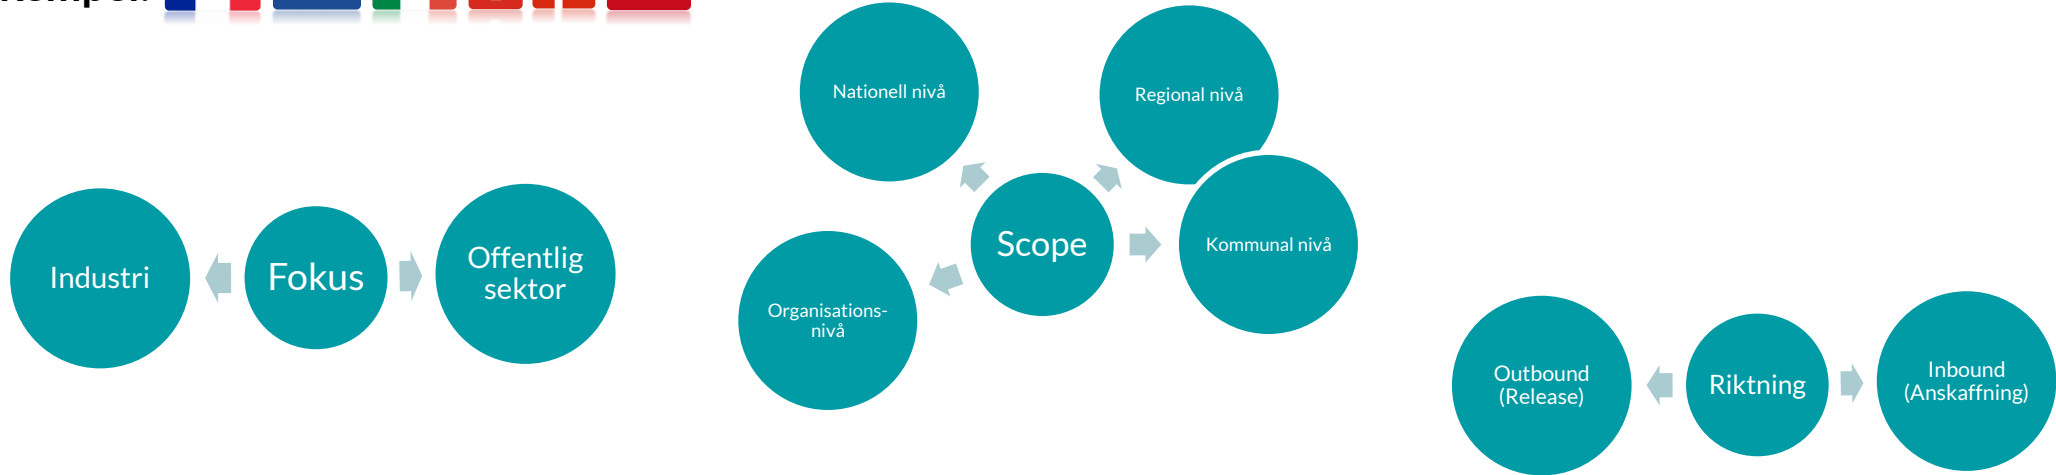 Industri
Fokus
Offentlig
sektor
Nationell nivå
Regional nivå
Scope
Kommunal nivå
Organisations-
nivå
Outbound
(Release)
Riktning
Inbound
(Anskaffning)